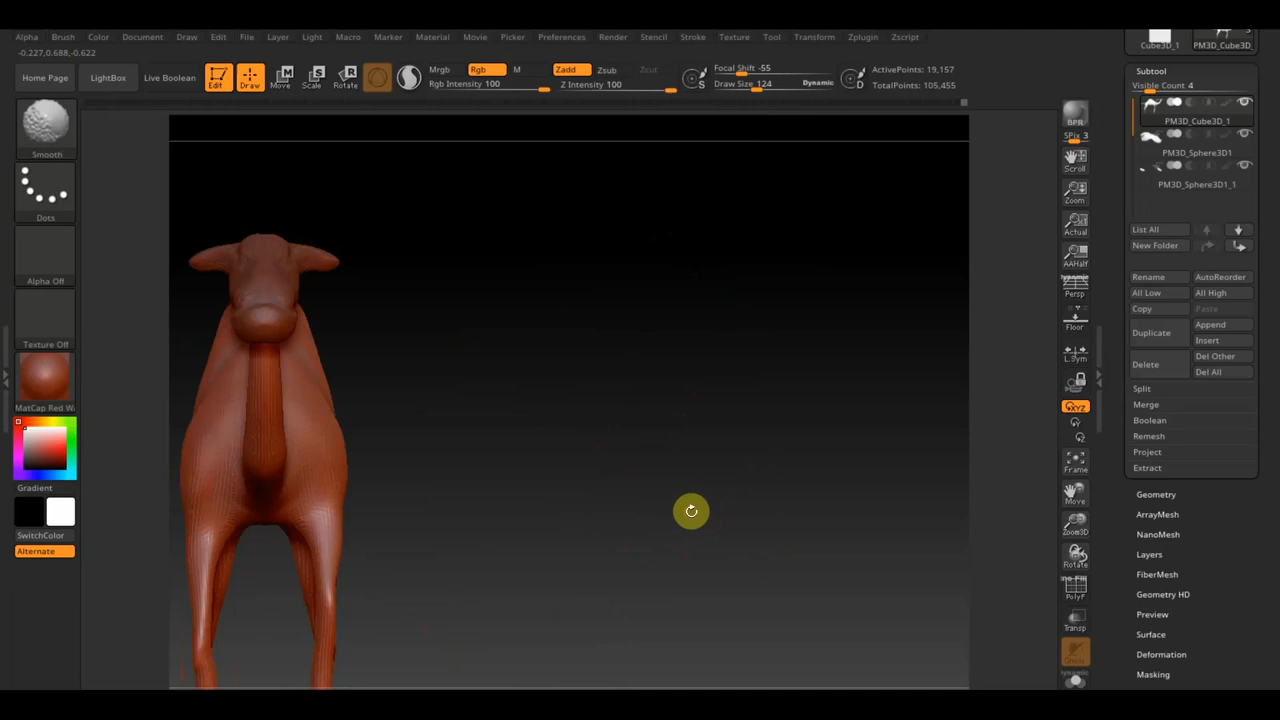 Alpha Brush Color Document Draw Edit File Layer Light Macro Marker Material Movie Picker Preferences Render Stencil Stroke Texture Tool Transform Zplugin Zscript
-0.227,0.688,-0.622
Home Page LightBox Live Boolean Edit Draw Move Scale Rotate
Mrgb Rgb M Zadd Zsub Zcut
Rgb Intensity 100 Z Intensity 100
Focal Shift -55
Draw Size 124 Dynamic
S
D
ActivePoints: 19,157
TotalPoints: 105,455
Smooth
Dots
Alpha Off
Texture Off
MatCap Red W
Gradient
SwitchColor
Alternate
BPR
SPix 3
Scroll
Zoom
Actual
AAHalf
Dynamic
Persp
Floor
L.Sym
XYZ
Frame
Move
Zoom3D
Rotate
PolyF
Transp
Dynamic
Cube3D_1 PM3D_Cube3D_
3
Subtool
Visible Count 4
PM3D_Cube3D_1
PM3D_Sphere3D1
PM3D_Sphere3D1_1
List All
New Folder
Rename AutoReorder
All Low All High
Copy Paste
Duplicate Append
Insert
Delete Del Other
Del All
Split
Merge
Boolean
Remesh
Project
Extract
Geometry
ArrayMesh
NanoMesh
Layers
FiberMesh
Geometry HD
Preview
Surface
Deformation
Masking